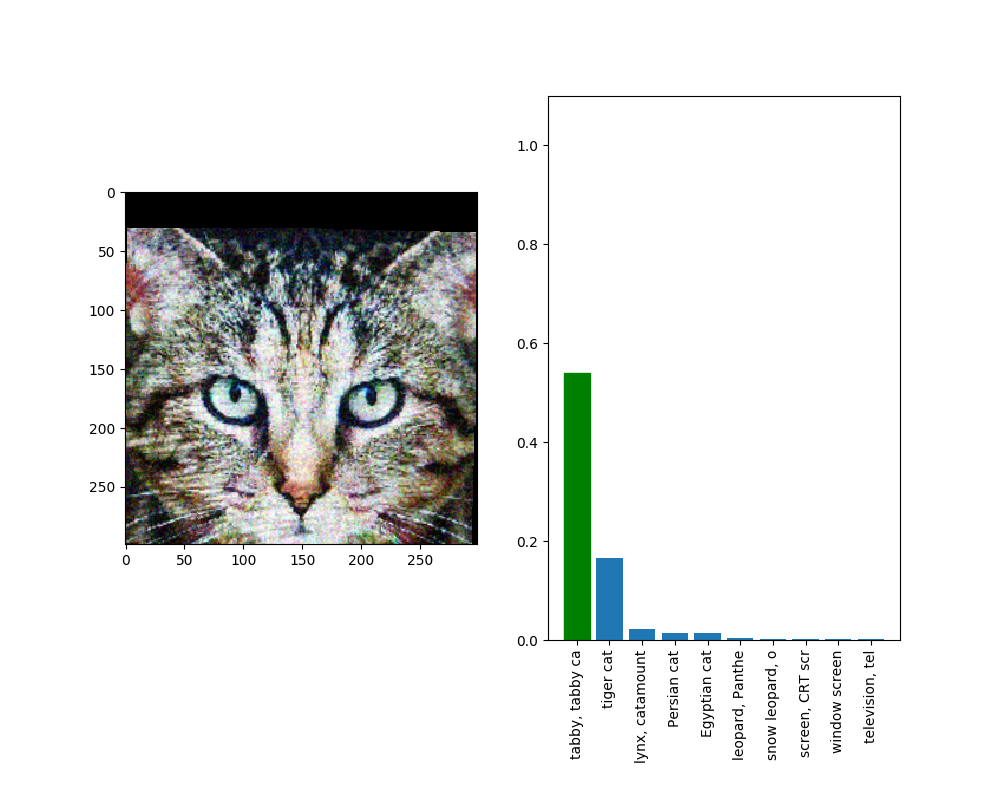 0
50
100
150
200
250
0 50 100 150 200 250
1.0
0.8
0.6
0.4
0.2
0.0
tabby, tabby ca
tiger cat
lynx, catamount
Persian cat
Egyptian cat
leopard, Panthe
snow leopard, o
screen, CRT scr
window screen
television, tel